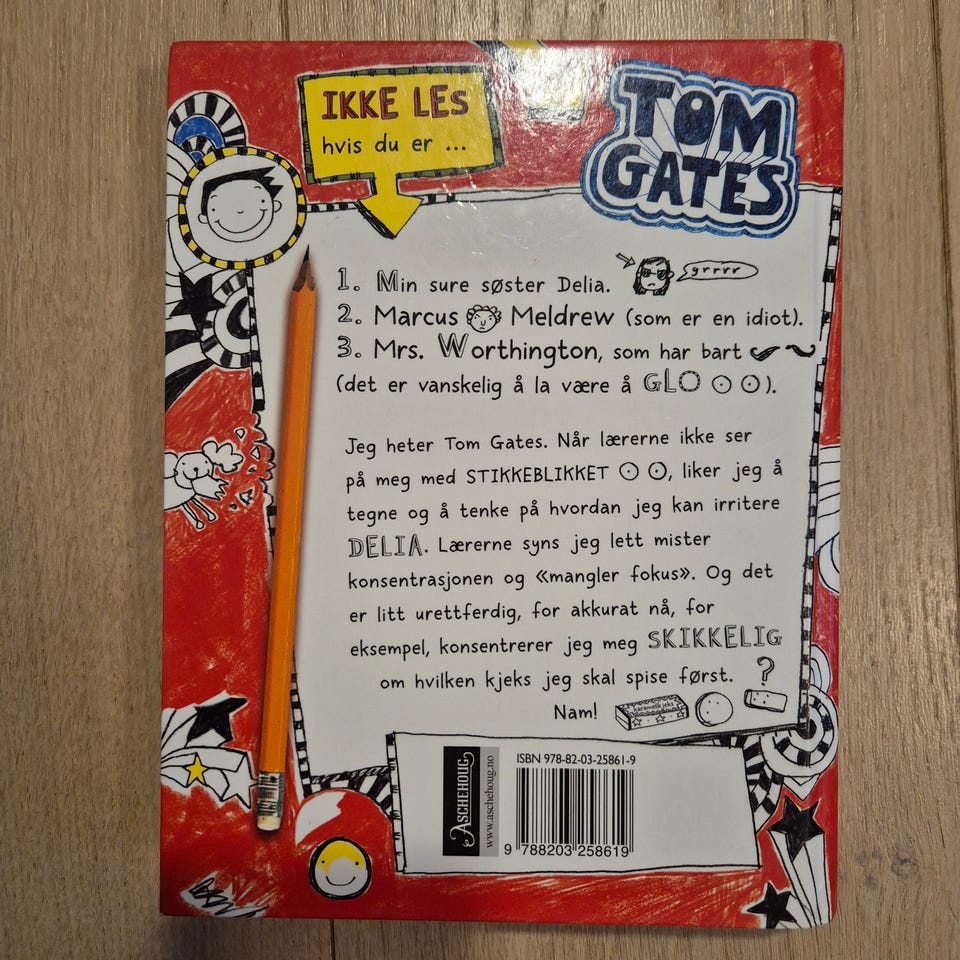 IKKE LES
hvis du er ...
TOM
GATES
1. Min sure søster Delia.
grrrr
2. Marcus Meldrew (som er en idiot).
3. Mrs. Worthington, som har bart
(det er vanskelig å la være å GLO).
Jeg heter Tom Gates. Når lærerne ikke ser
på meg med STIKKEBLIKKET, liker jeg å
tegne og å tenke på hvordan jeg kan irritere
DELIA. Lærerne syns jeg lett mister
konsentrasjonen og «mangler fokus». Og det
er litt urettferdig, for akkurat nå, for
eksempel, konsentrerer jeg meg SKIKKELIG
om hvilken kjeks jeg skal spise først. ?
Nam!
karamellkjeks
ASCHEHOUG
www.aschehoug.no
ISBN 978-82-03-25861-9
9 788203 258619